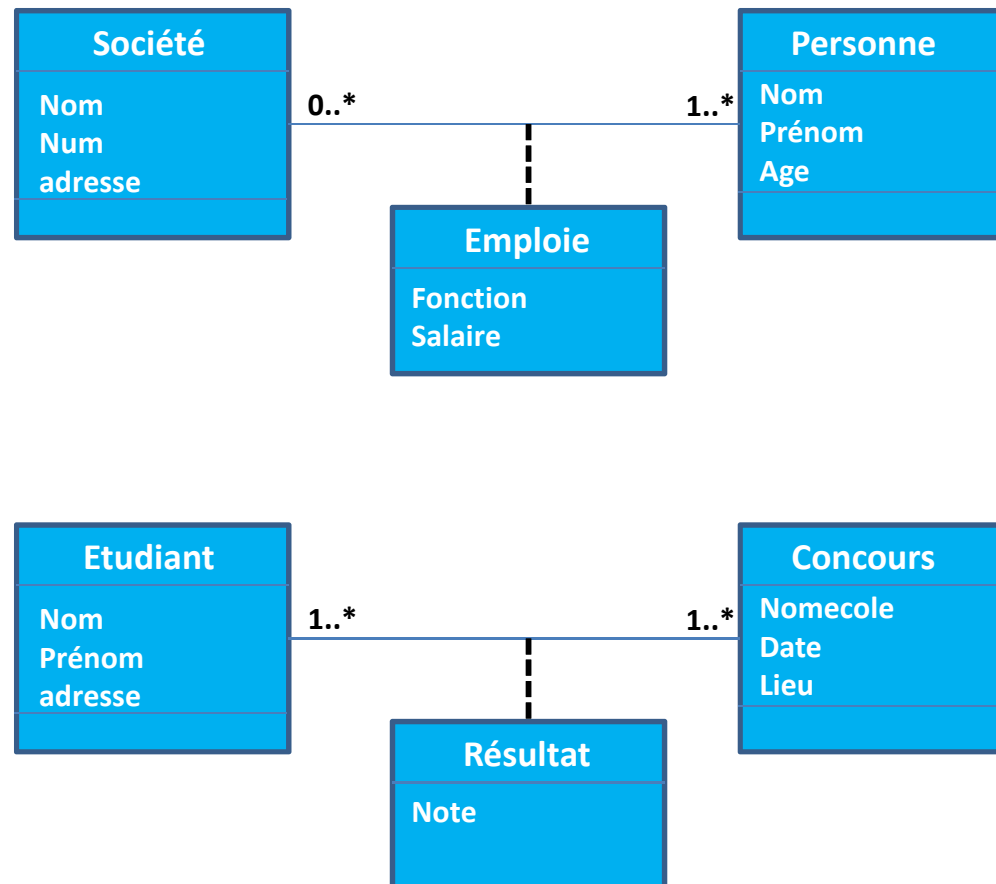 Société
Nom
Num
adresse
0..*
1..*
Personne
Nom
Prénom
Age
Emploie
Fonction
Salaire
Etudiant
Nom
Prénom
adresse
1..*
1..*
Concours
Nomecole
Date
Lieu
Résultat
Note